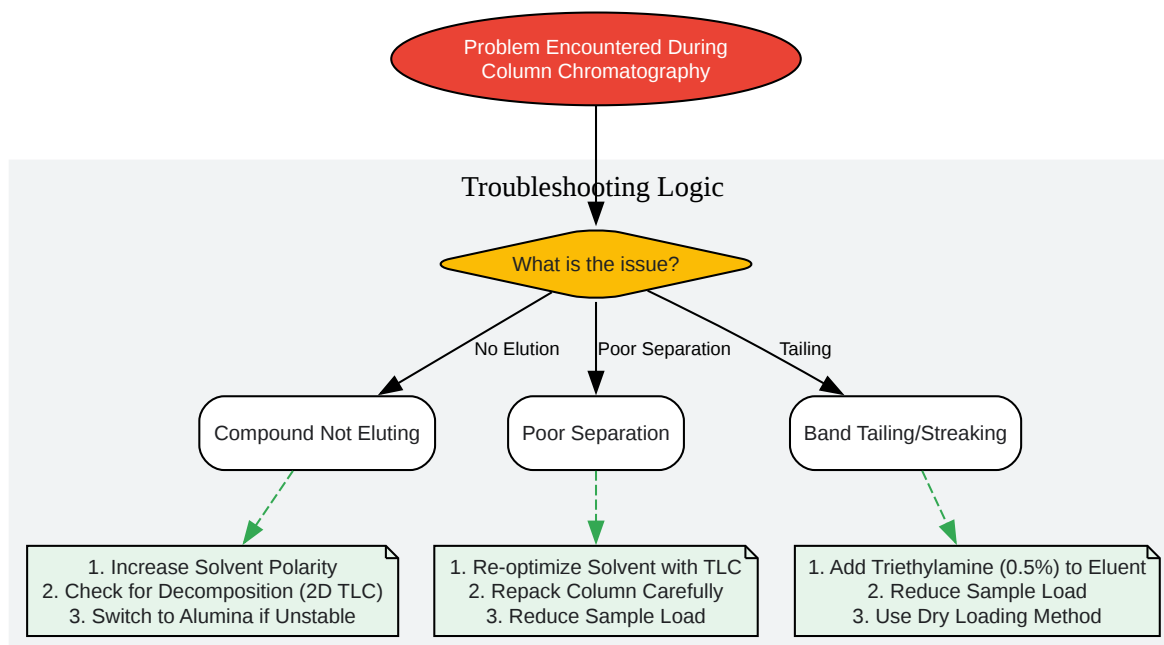 Problem Encountered During
Column Chromatography
Troubleshooting Logic
What is the issue?
No Elution
Poor Separation
Tailing
Compound Not Eluting
Poor Separation
Band Tailing/Streaking
1. Increase Solvent Polarity
2. Check for Decomposition (2D TLC)
3. Switch to Alumina if Unstable
1. Re-optimize Solvent with TLC
2. Repack Column Carefully
3. Reduce Sample Load
1. Add Triethylamine (0.5%) to Eluent
2. Reduce Sample Load
3. Use Dry Loading Method